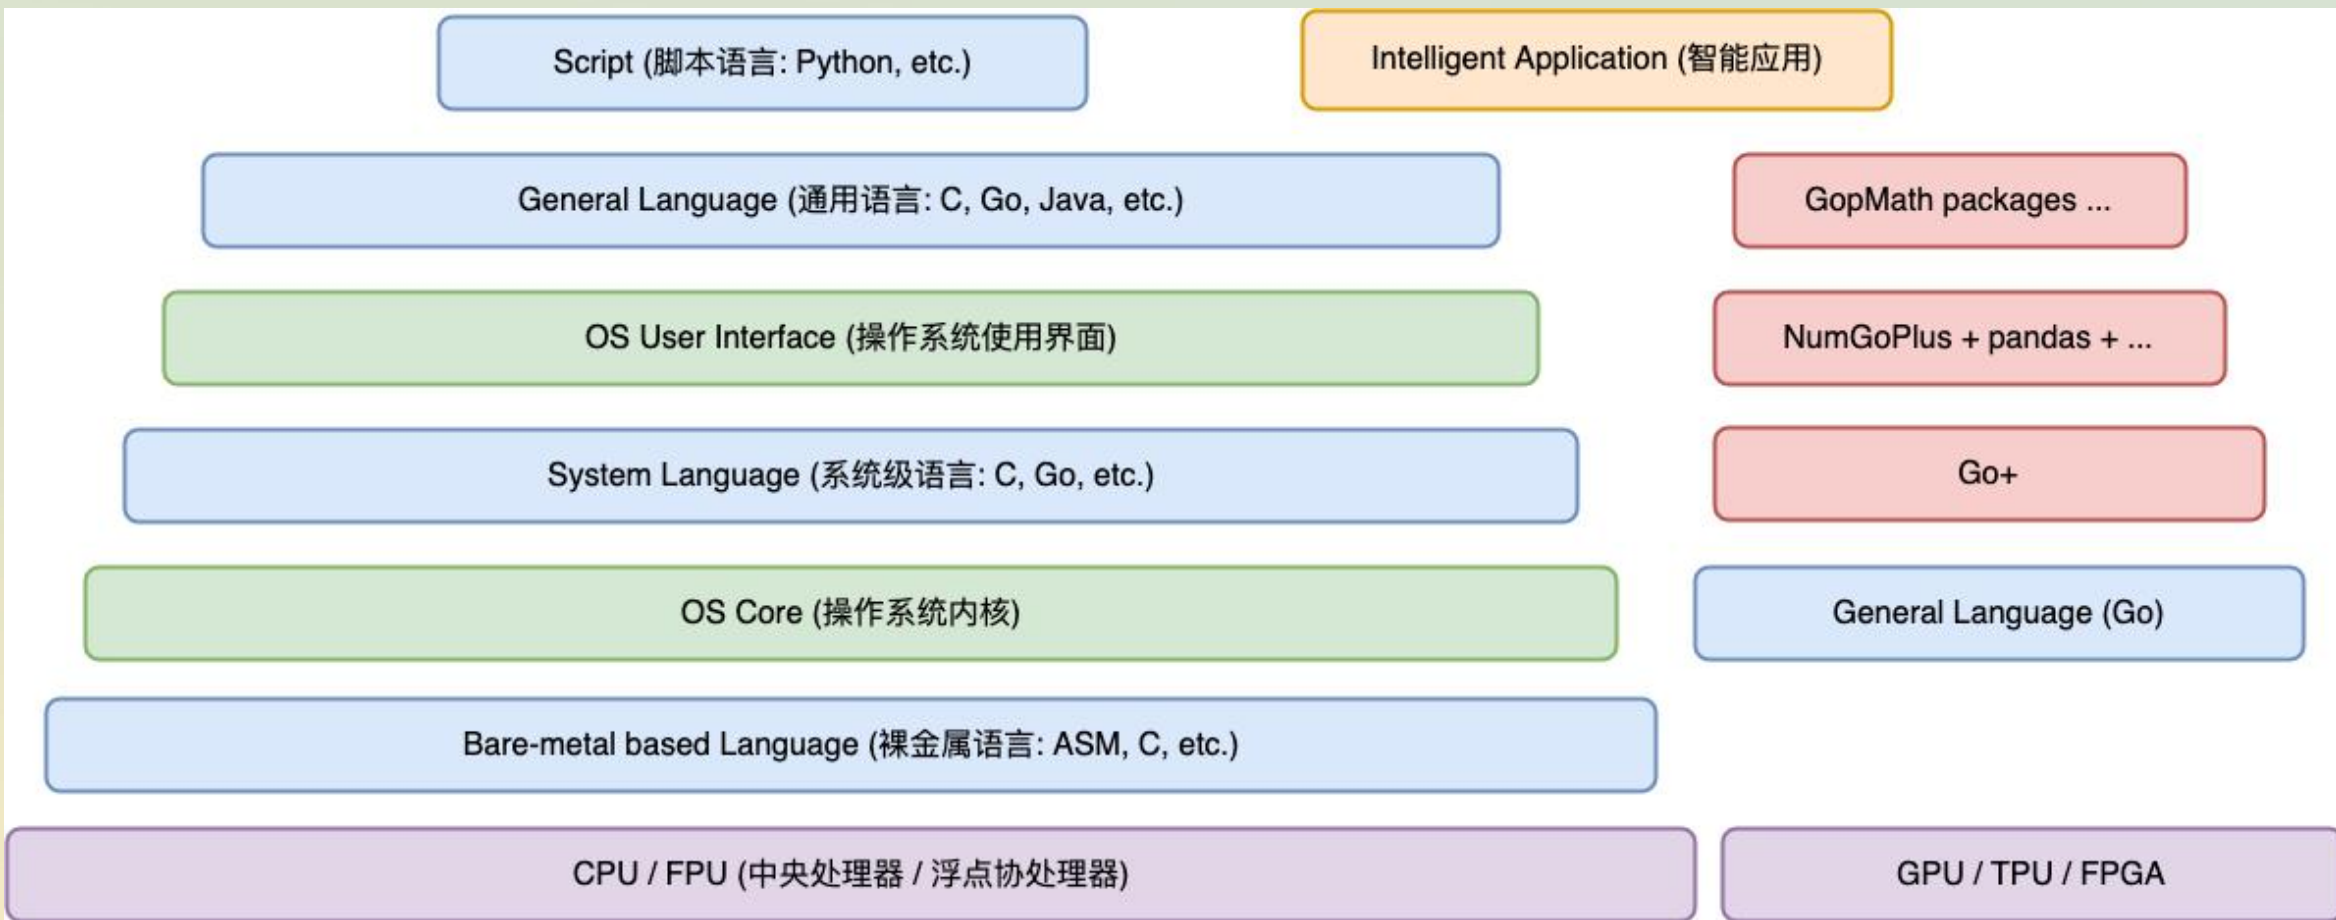 Script (脚本语言: Python, etc.)
Intelligent Application (智能应用)
General Language (通用语言: C, Go, Java, etc.)
GopMath packages ...
OS User Interface (操作系统使用界面)
NumGoPlus + pandas + ...
System Language (系统级语言: C, Go, etc.)
Go+
OS Core (操作系统内核)
General Language (Go)
Bare-metal based Language (裸金属语言: ASM, C, etc.)
CPU / FPU (中央处理器 / 浮点协处理器)
GPU / TPU / FPGA